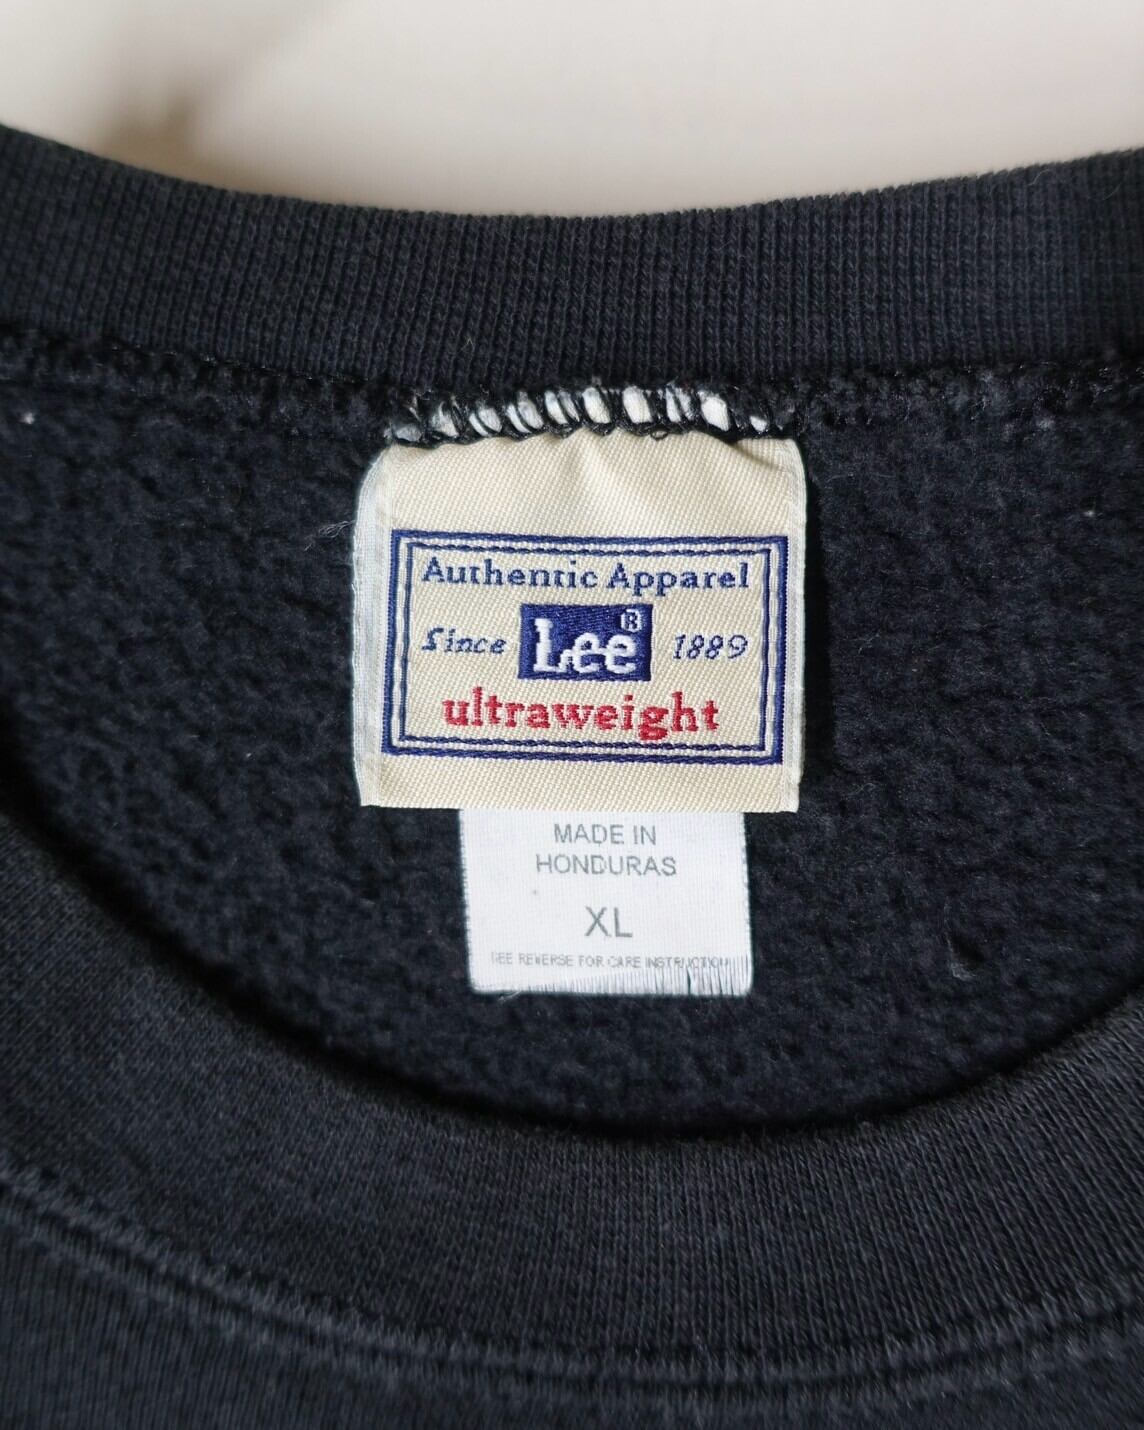 Authentic Apparel
Since Lee® 1889
ultraweight
MADE IN
HONDURAS
XL
SEE REVERSE FOR CARE INSTRUCTION